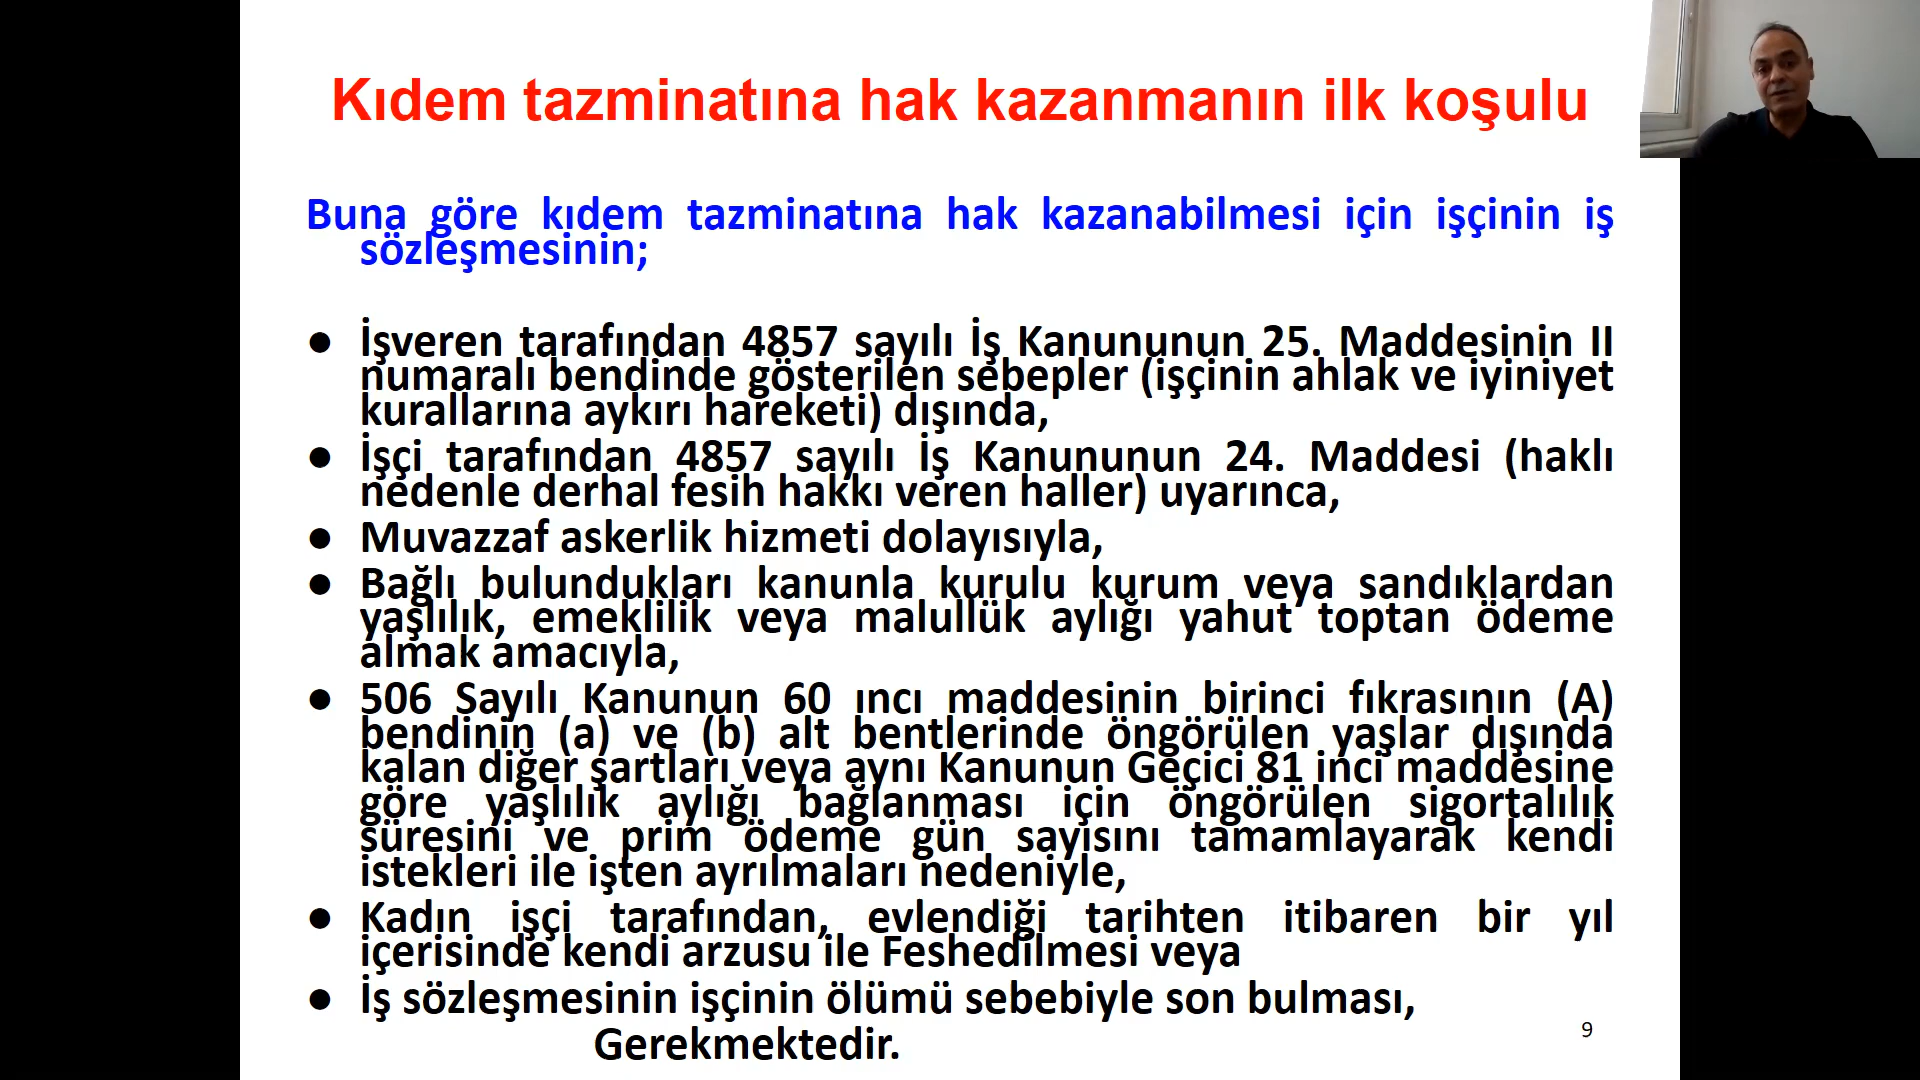 Kıdem tazminatına hak kazanmanın ilk koşulu
Buna göre kıdem tazminatına hak kazanabilmesi için işçinin iş
sözleşmesinin;
● İşveren tarafından 4857 sayılı İş Kanununun 25. Maddesinin II
numaralı bendinde gösterilen sebepler (işçinin ahlak ve iyiniyet
kurallarına aykırı hareketi) dışında,
● İşçi tarafından 4857 sayılı İş Kanununun 24. Maddesi (haklı
nedenle derhal fesih hakkı veren haller) uyarınca,
● Muvazzaf askerlik hizmeti dolayısıyla,
● Bağlı bulundukları kanunla kurulu kurum veya sandıklardan
yaşlılık, emeklilik veya malullük aylığı yahut toptan ödeme
almak amacıyla,
● 506 Sayılı Kanunun 60 ıncı maddesinin birinci fıkrasının (A)
bendinin (a) ve (b) alt bentlerinde öngörülen yaşlar dışında
kalan diğer şartları veya aynı Kanunun Geçici 81 inci maddesine
göre yaşlılık aylığı bağlanması için öngörülen sigortalılık
süresini ve prim ödeme gün sayısını tamamlayarak kendi
istekleri ile işten ayrılmaları nedeniyle,
● Kadın işçi tarafından, evlendiği tarihten itibaren bir yıl
içerisinde kendi arzusu ile Feshedilmesi veya
● İş sözleşmesinin işçinin ölümü sebebiyle son bulması,
Gerekmektedir.
9